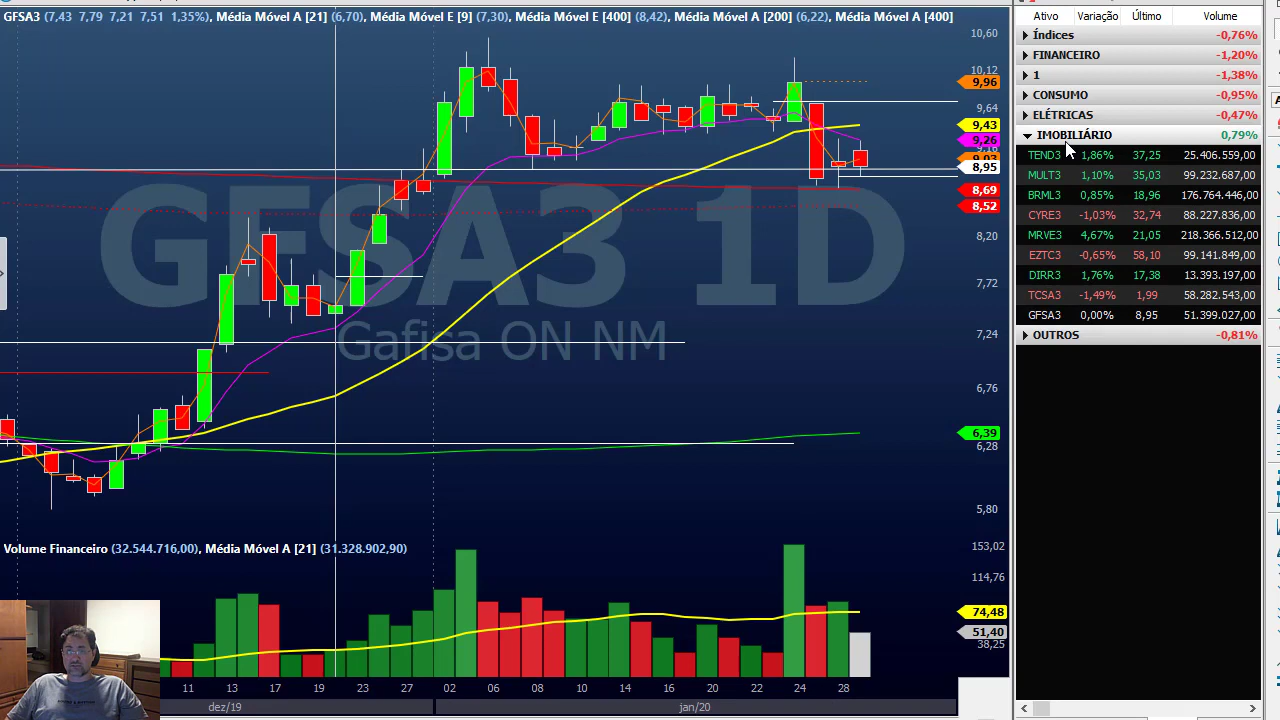 GFSA3 (7,43 7,79 7,21 7,51 1,35%), Média Móvel A [21] (6,70), Média Móvel E [9] (7,30), Média Móvel E [400] (8,42), Média Móvel A [200] (6,22), Média Móvel A [400]
10,60
10,12
9,96
9,64
9,43
9,26
8,95
8,69
8,52
8,20
7,72
7,24
6,76
6,39
6,28
5,80
GFSA3 1D
Gafisa ON NM
Volume Financeiro (32.544.716,00), Média Móvel A [21] (31.328.902,90)
153,02
114,76
74,48
51,40
38,25
11 13 17 19 23 27 02 06 08 10 14 16 20 22 24 28
dez/19 jan/20
Ativo Variação Último Volume
Índices -0,76%
FINANCEIRO -1,20%
1 -1,38%
CONSUMO -0,95%
ELÉTRICAS -0,47%
IMOBILIÁRIO 0,79%
TEND3 1,86% 37,25 25.406.559,00
MULT3 1,10% 35,03 99.232.687,00
BRML3 0,85% 18,96 176.764.446,00
CYRE3 -1,03% 32,74 88.227.836,00
MRVE3 4,67% 21,05 218.366.512,00
EZTC3 -0,65% 58,10 99.141.849,00
DIRR3 1,76% 17,38 13.393.197,00
TCSA3 -1,49% 1,99 58.282.543,00
GFSA3 0,00% 8,95 51.399.027,00
OUTROS -0,81%